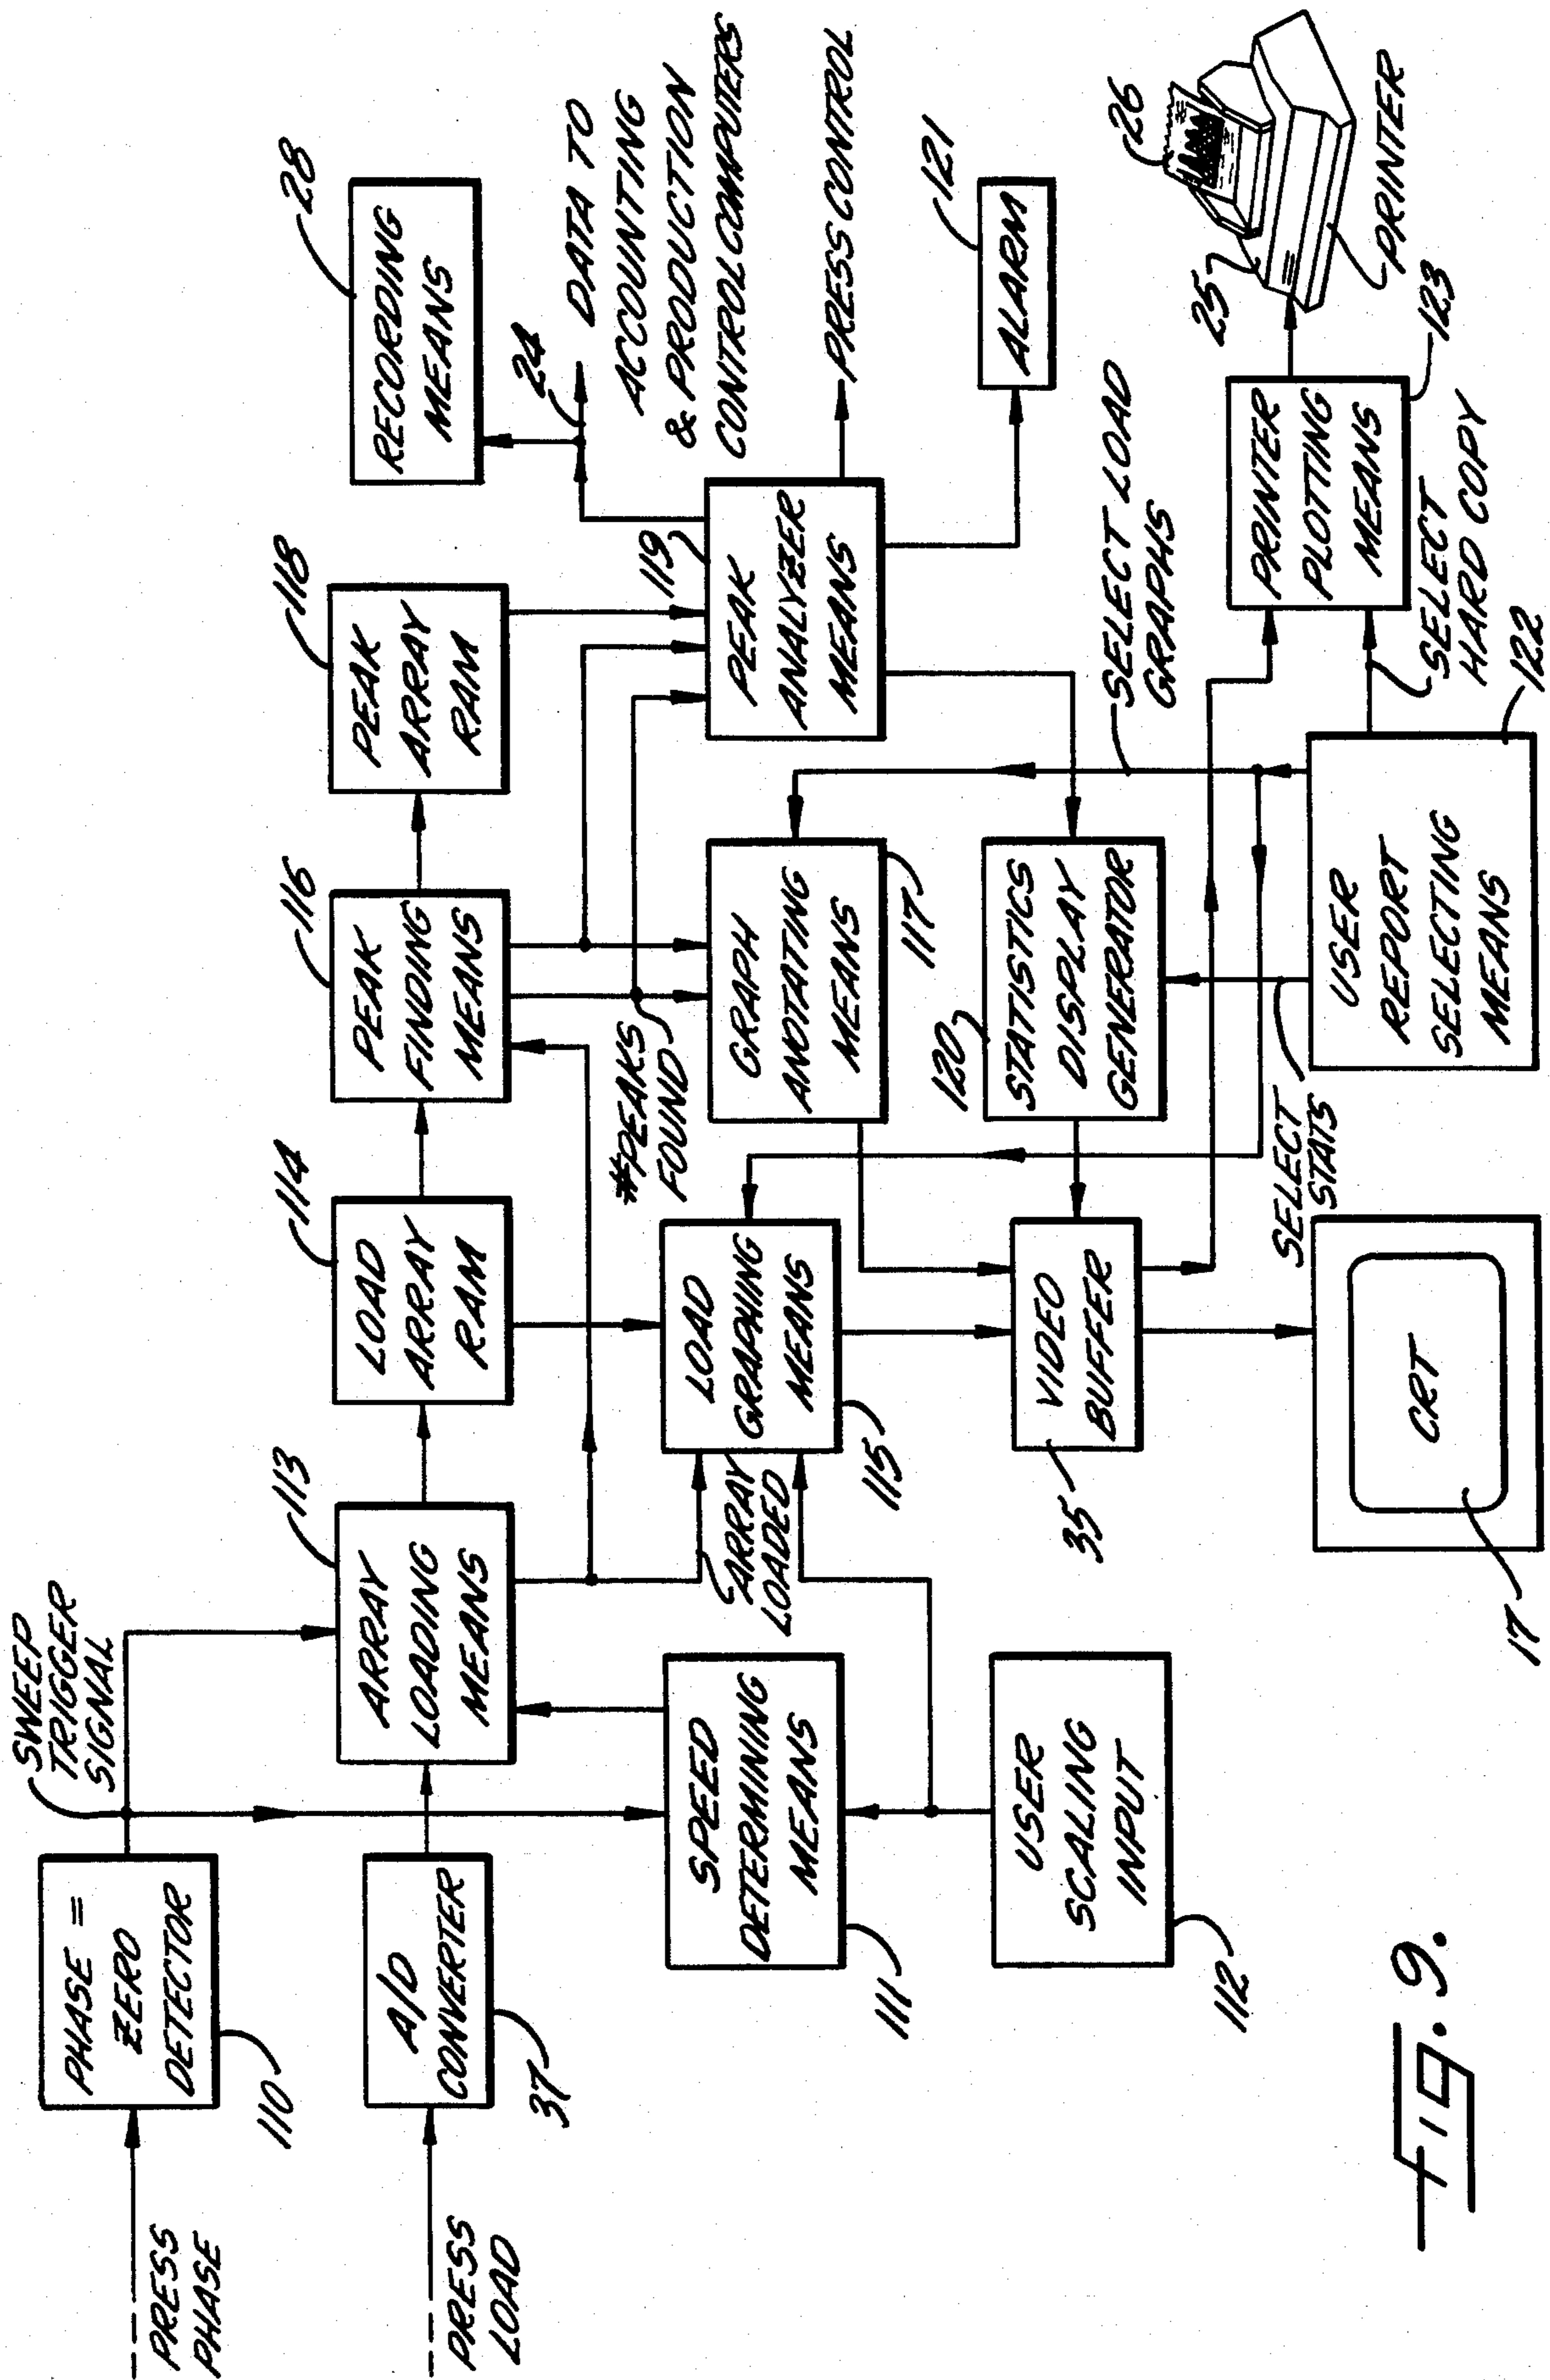 SWEEP
TRIGGER
SIGNAL
PRESS
PHASE
PHASE =
ZERO
DETECTOR
110
PRESS
LOAD
A/D
CONVERTER
37
ARRAY
LOADING
MEANS
113
LOAD
ARRAY
RAM
114
PEAK
FINDING
MEANS
116
PEAK
ARRAY
RAM
118
RECORDING
MEANS
28
24
DATA TO
ACCOUNTING
& PRODUCTION
CONTROL COMPUTERS
SPEED
DETERMINING
MEANS
111
ARRAY
LOADED
LOAD
GRAPHING
MEANS
115
#PEAKS
FOUND
GRAPH
ANOTATING
MEANS
117
PEAK
ANALYZER
MEANS
119
PRESS CONTROL
ALARM
121
USER
SCALING
INPUT
112
VIDEO
BUFFER
35
STATISTICS
DISPLAY
GENERATOR
120
SELECT LOAD
GRAPHS
PRINTER
PLOTTING
MEANS
123
25
26
PRINTER
CRT
17
SELECT
STATS
USER
REPORT
SELECTING
MEANS
122
SELECT
HARD COPY
Fig. 9.